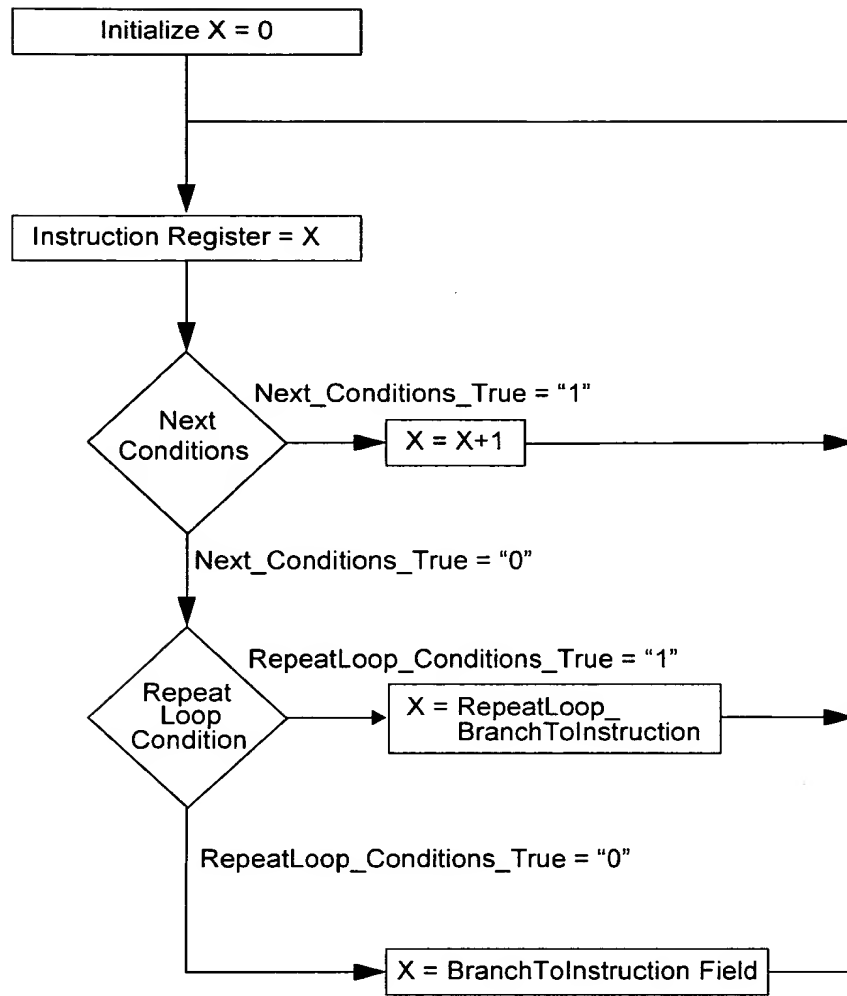 Initialize X = 0
Instruction Register = X
Next_Conditions_True = “1”
Next
Conditions
X = X+1
Next_Conditions_True = “0”
RepeatLoop_Conditions_True = “1”
Repeat
Loop
Condition
X = RepeatLoop_
BranchToInstruction
RepeatLoop_Conditions_True = “0”
X = BranchToInstruction Field